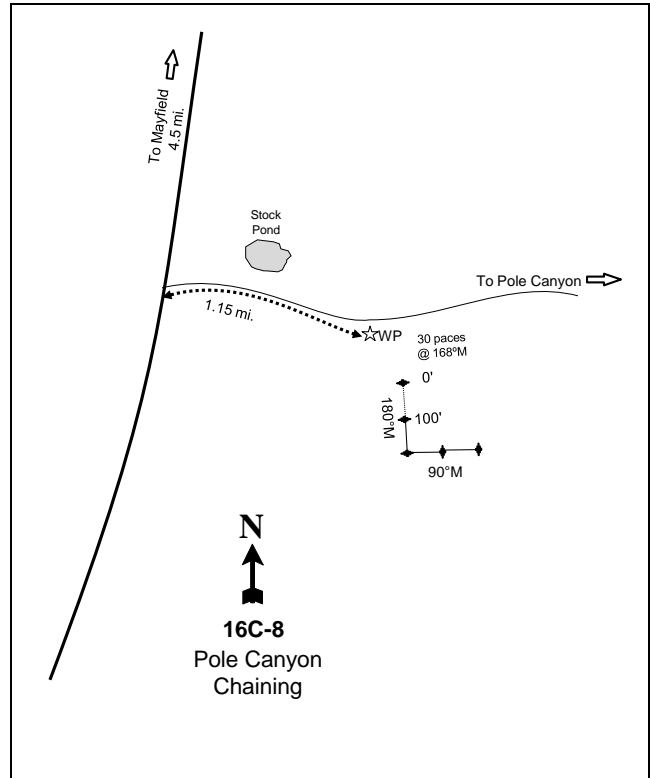 To Mayfield
4.5 mi.
Stock
Pond
To Pole Canyon
1.15 mi.
WP
30 paces
@ 168ºM
0'
180°M
100'
90°M
N
16C-8
Pole Canyon
Chaining